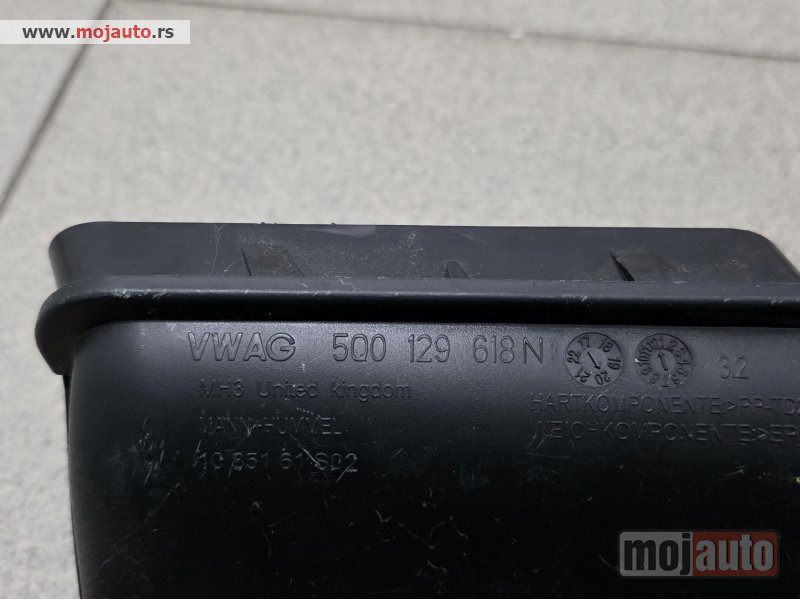 www.mojauto.rs
VWAG 5Q0 129 618 N 3.2
MH3 United kingdom
HARTKOMPONENTE:>PP-TD
MANN+HUMMEL
WEICHKOMPONENTE:>EP
10 851 61 S02
mojauto